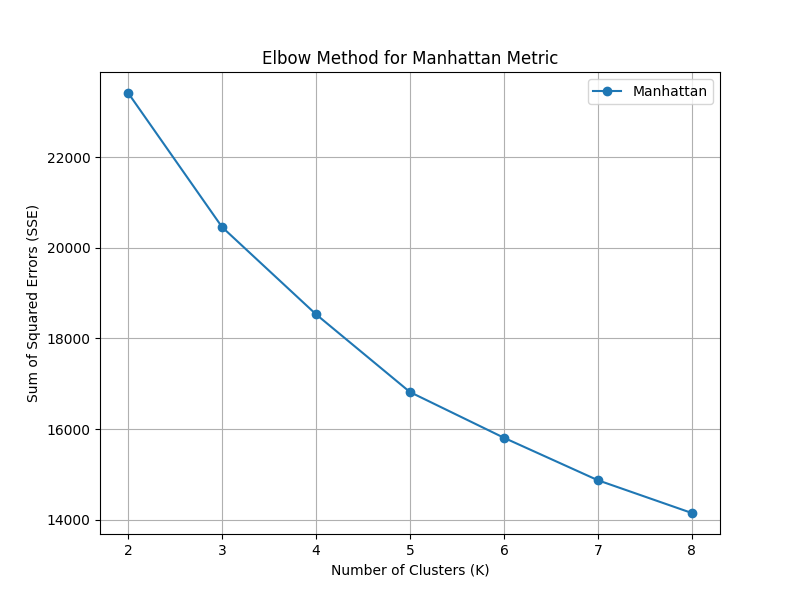 Elbow Method for Manhattan Metric
Manhattan
22000
20000
18000
16000
14000
Sum of Squared Errors (SSE)
2 3 4 5 6 7 8
Number of Clusters (K)